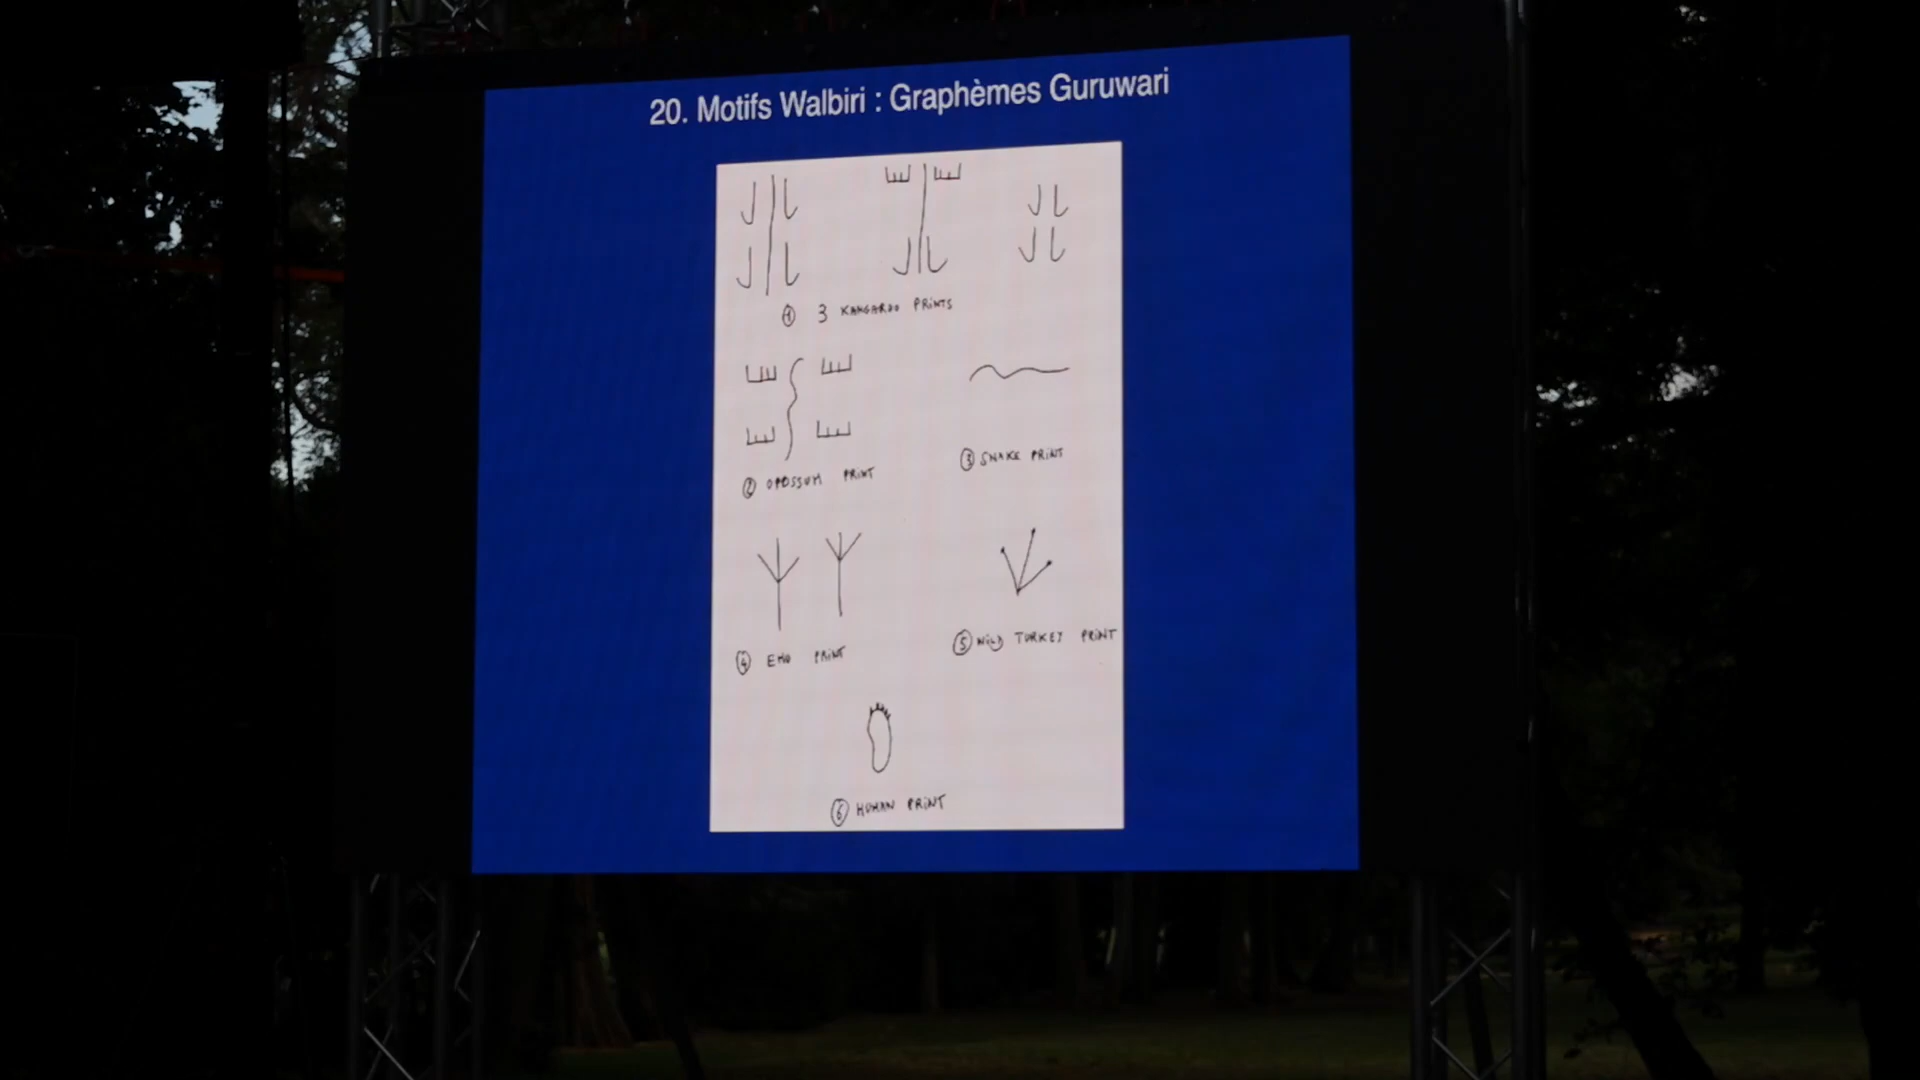 20. Motifs Walbiri : Graphèmes Guruwari
① 3 KANGAROO PRINTS
② OPOSSUM PRINT
③ SNAKE PRINT
④ EMU PRINT
⑤ WILD TURKEY PRINT
⑥ HUMAN PRINT